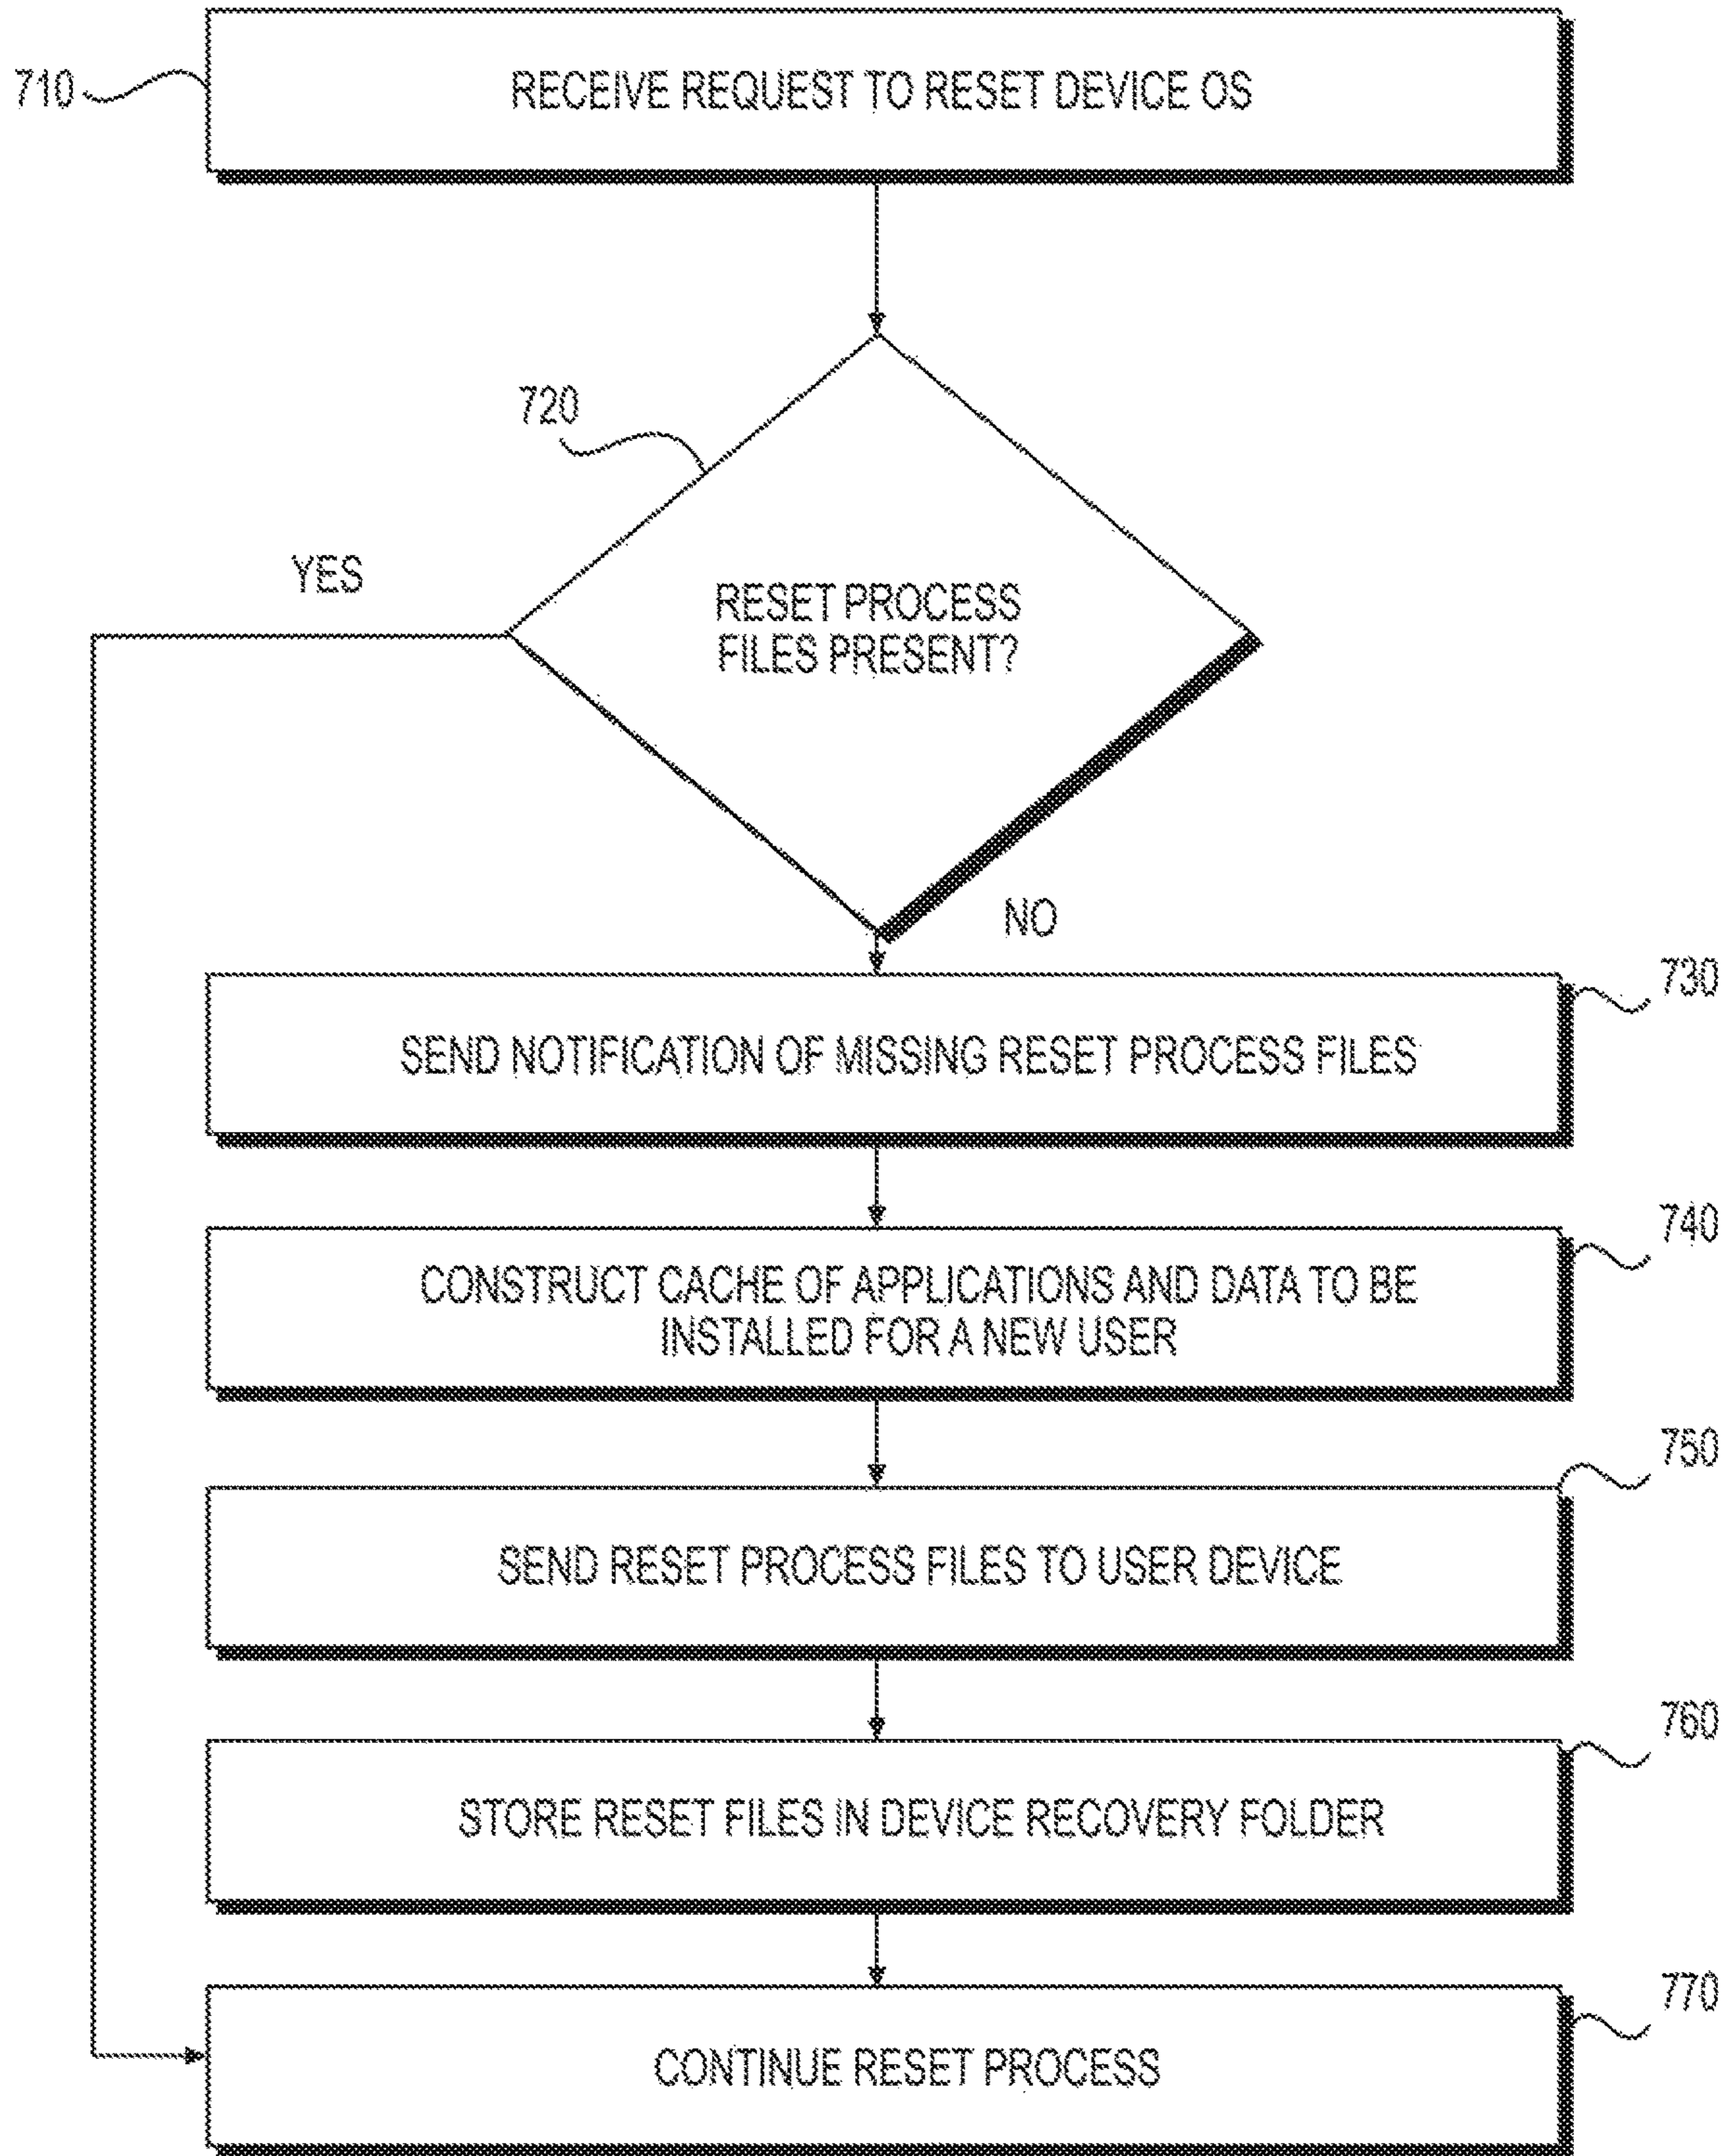 710
RECEIVE REQUEST TO RESET DEVICE OS
720
YES
RESET PROCESS
FILES PRESENT?
NO
730
SEND NOTIFICATION OF MISSING RESET PROCESS FILES
740
CONSTRUCT CACHE OF APPLICATIONS AND DATA TO BE
INSTALLED FOR A NEW USER
750
SEND RESET PROCESS FILES TO USER DEVICE
760
STORE RESET FILES IN DEVICE RECOVERY FOLDER
770
CONTINUE RESET PROCESS